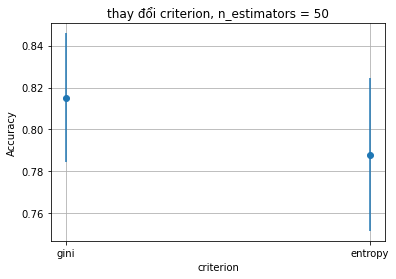 thay đổi criterion, n_estimators = 50
Accuracy
0.84
0.82
0.80
0.78
0.76
gini
entropy
criterion